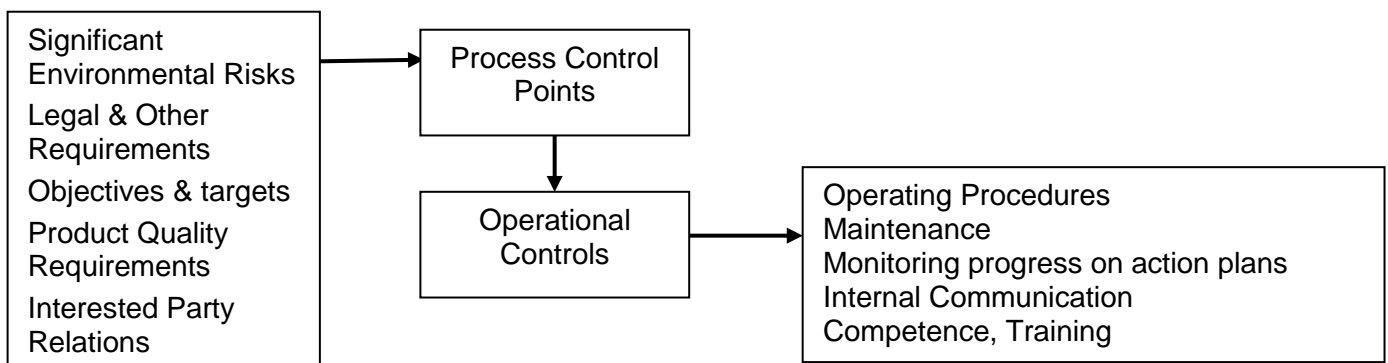 Significant
Environmental Risks
Legal & Other
Requirements
Objectives & targets
Product Quality
Requirements
Interested Party
Relations
Process Control
Points
Operational
Controls
Operating Procedures
Maintenance
Monitoring progress on action plans
Internal Communication
Competence, Training